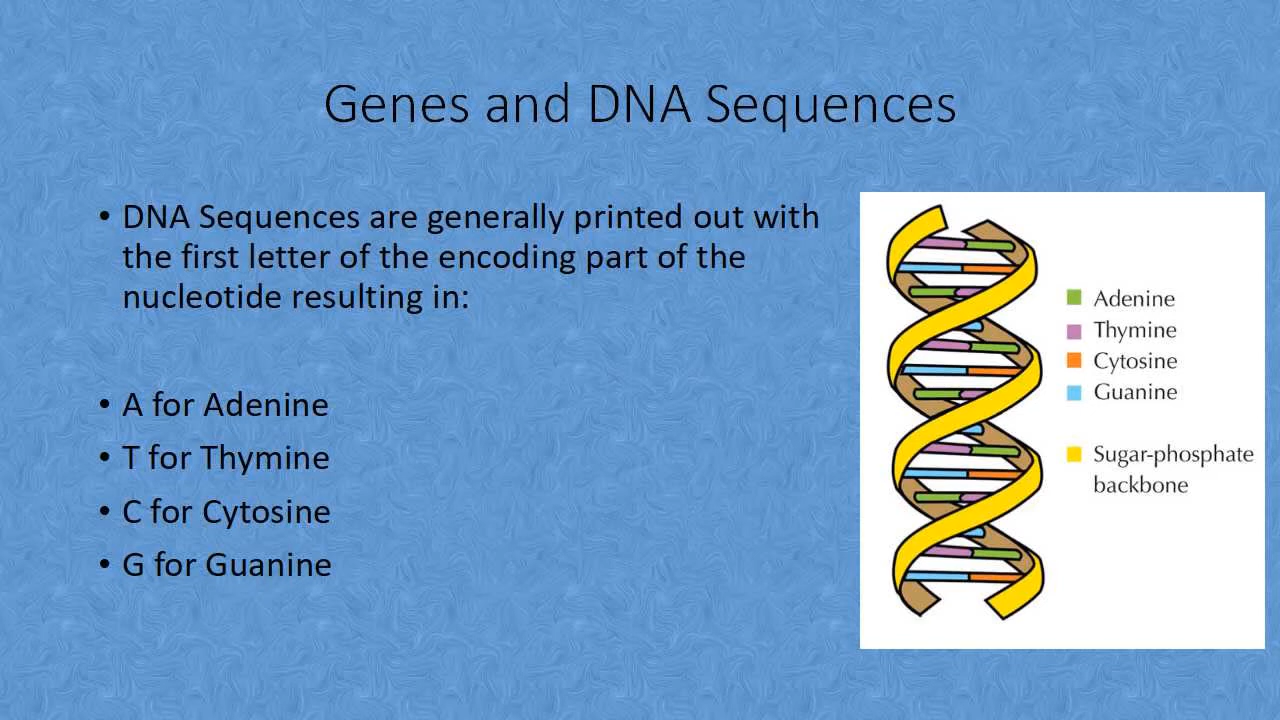 Genes and DNA Sequences
• DNA Sequences are generally printed out with
the first letter of the encoding part of the
nucleotide resulting in:
• A for Adenine
• T for Thymine
• C for Cytosine
• G for Guanine
Adenine
Thymine
Cytosine
Guanine
Sugar-phosphate
backbone